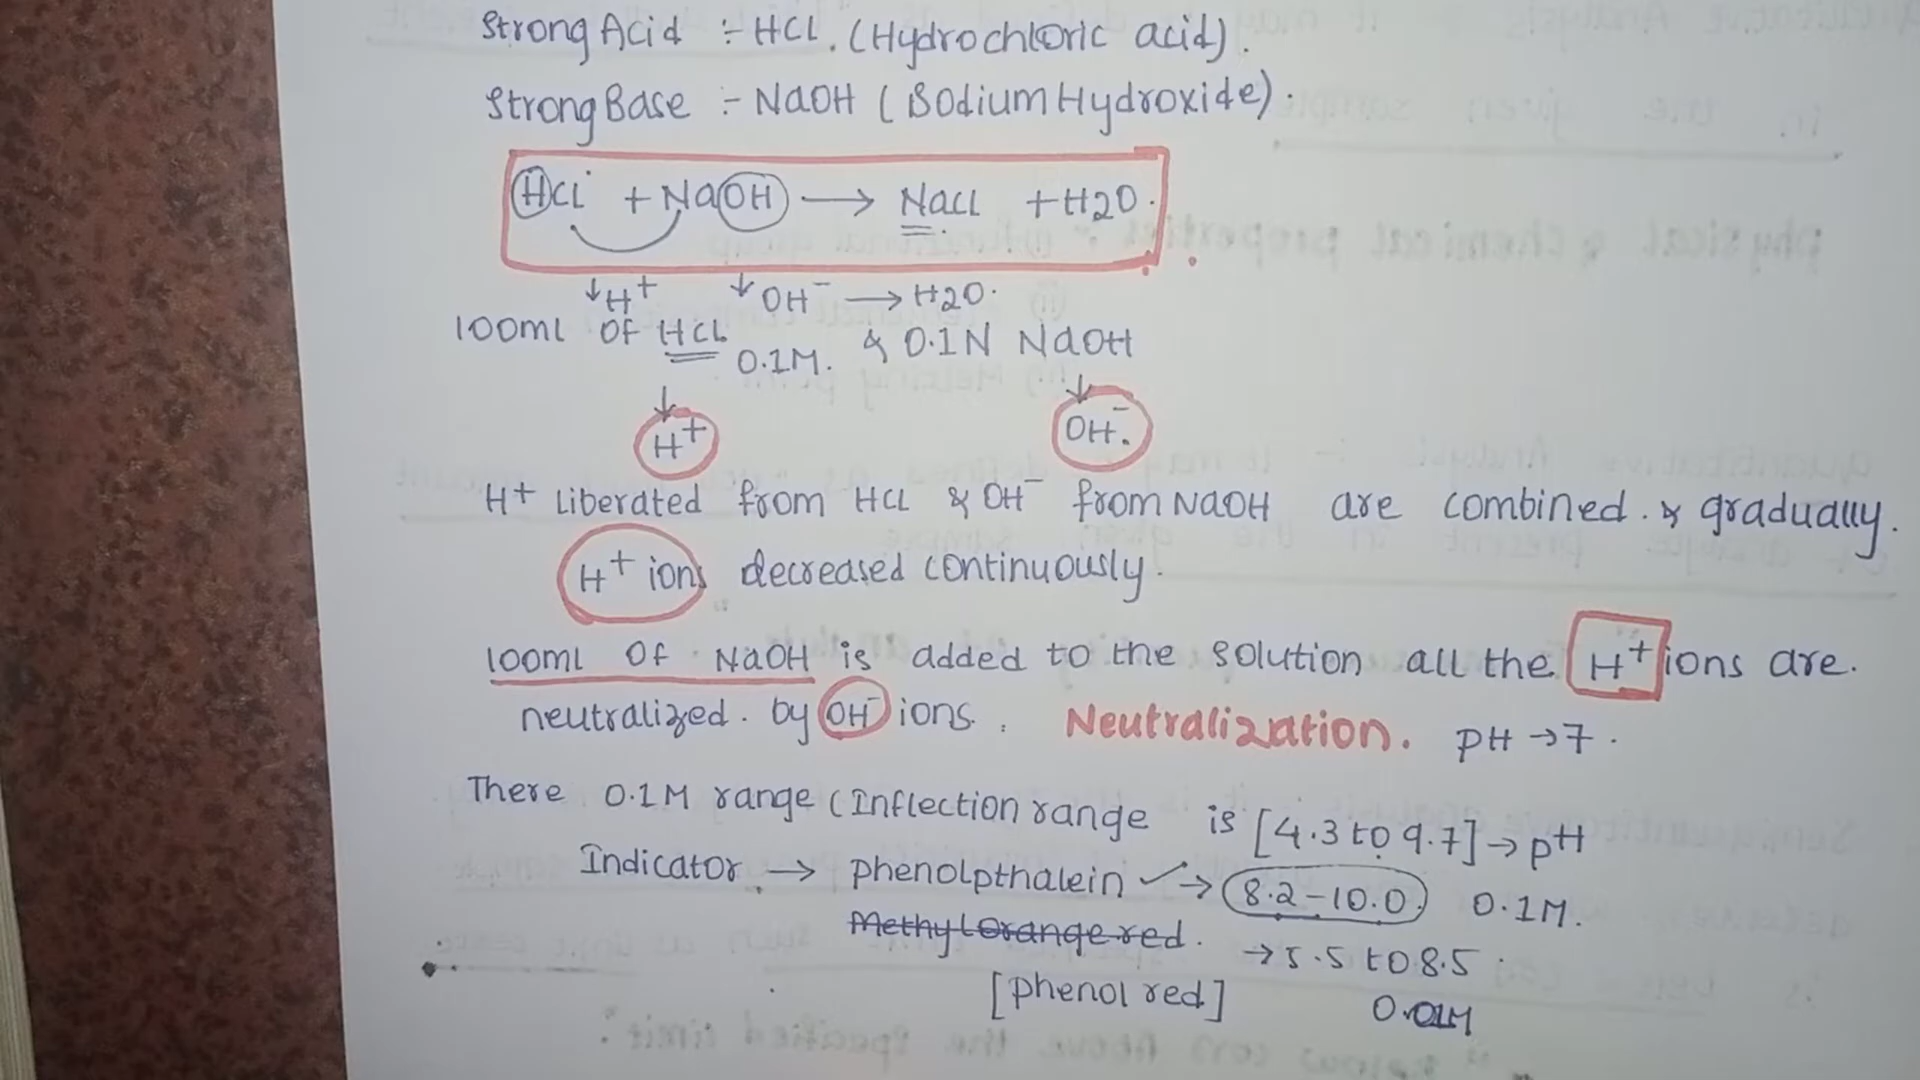 Strong Acid :- HCl. (Hydrochloric acid).
Strong Base :- NaOH (Sodium Hydroxide).
HCl + NaOH → NaCl + H2O.
↓H+ ↓OH- → H2O.
100ml of HCl 0.1M. & 0.1N NaOH
↓ ↓
H+ OH-.
H+ liberated from HCl & OH- from NaOH are combined. & gradually.
H+ ions decreased continuously.
100ml of NaOH is added to the solution all the H+ ions are.
neutralized. by OH- ions. Neutralization. pH → 7.
There 0.1M range (Inflection range is [4.3 to 9.7] → pH
Indicator → phenolpthalein ✓→ 8.2-10.0 0.1M.
Methyl orange red. → 5.5 to 8.5.
[phenol red] 0.01M